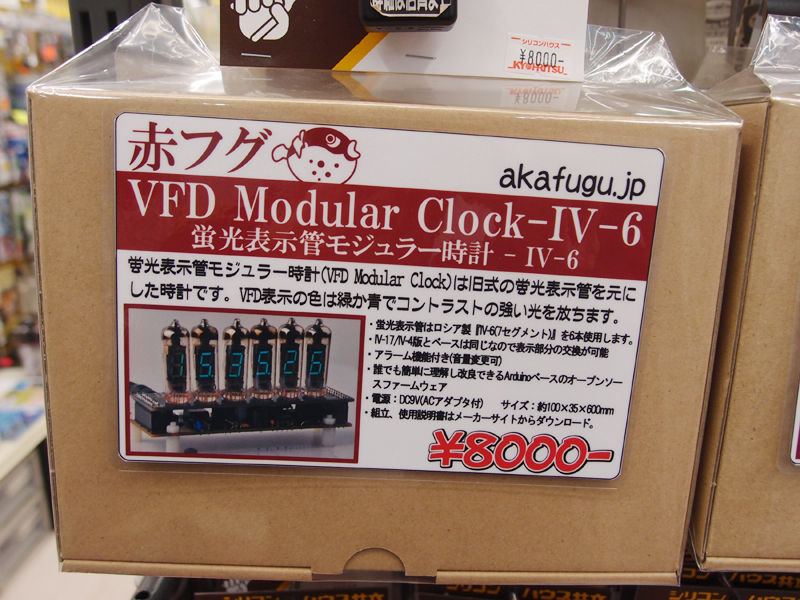 シリコンハウス
¥8000-
KYOHRITSU
¥8000-
赤フグ
akafugu.jp
VFD Modular Clock-IV-6
蛍光表示管モジュラー時計 - IV-6
蛍光表示管モジュラー時計(VFD Modular Clock)は旧式の蛍光表示管を元に
した時計です。VFD表示の色は緑か青でコントラストの強い光を放ちます。
・蛍光表示管はロシア製『IV-6(7セグメント)』を6本使用します。
・IV-17/IV-4版とベースは同じなので表示部分の交換が可能
・アラーム機能付き(音量変更可)
・誰でも簡単に理解し改良できるArduinoベースのオープンソー
スファームウェア
・電源：DC9V(ACアダプタ付) サイズ：約100×35×600mm
・組立、使用説明書はメーカーサイトからダウンロード。
¥8000-
シリコンハウス共立